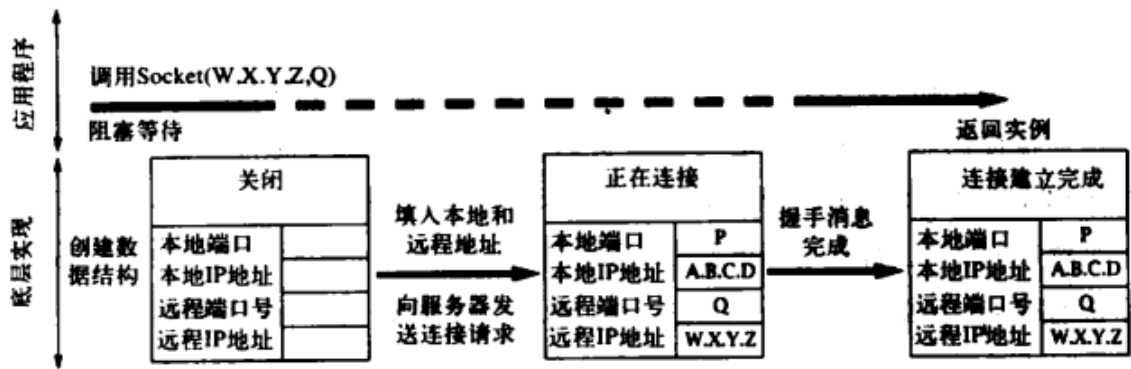 应用程序
调用Socket(W.X.Y.Z,Q)
阻塞等待
返回实例
底层实现
创建数
据结构
关闭
本地端口
本地IP地址
远程端口号
远程IP地址
填入本地和
远程地址
向服务器发
送连接请求
正在连接
本地端口 P
本地IP地址 A.B.C.D
远程端口号 Q
远程IP地址 W.X.Y.Z
握手消息
完成
连接建立完成
本地端口 P
本地IP地址 A.B.C.D
远程端口号 Q
远程IP地址 W.X.Y.Z